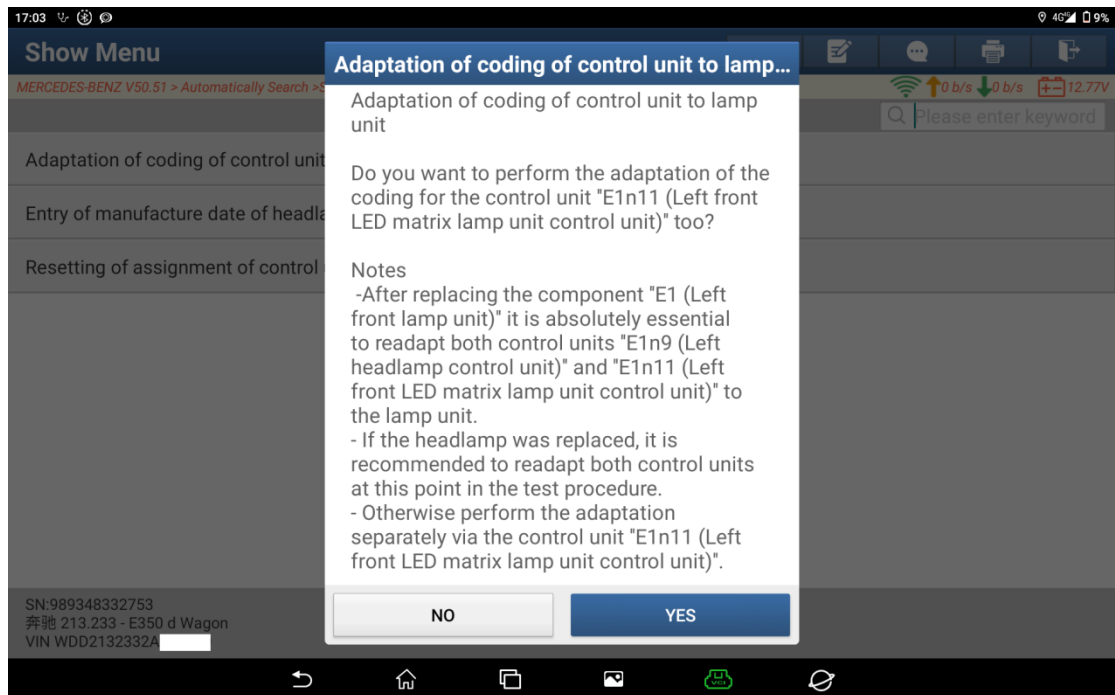 17:03
4G 9%
Show Menu
Adaptation of coding of control unit to lamp...
MERCEDES-BENZ V50.51 > Automatically Search >S
0 b/s 0 b/s 12.77V
Please enter keyword
Adaptation of coding of control unit
Entry of manufacture date of headla
Resetting of assignment of control
Adaptation of coding of control unit to lamp
unit
Do you want to perform the adaptation of the
coding for the control unit "E1n11 (Left front
LED matrix lamp unit control unit)" too?
Notes
-After replacing the component "E1 (Left
front lamp unit)" it is absolutely essential
to readapt both control units "E1n9 (Left
headlamp control unit)" and "E1n11 (Left
front LED matrix lamp unit control unit)" to
the lamp unit.
- If the headlamp was replaced, it is
recommended to readapt both control units
at this point in the test procedure.
- Otherwise perform the adaptation
separately via the control unit "E1n11 (Left
front LED matrix lamp unit control unit)".
NO
YES
SN:989348332753
奔驰 213.233 - E350 d Wagon
VIN WDD2132332A
VCI